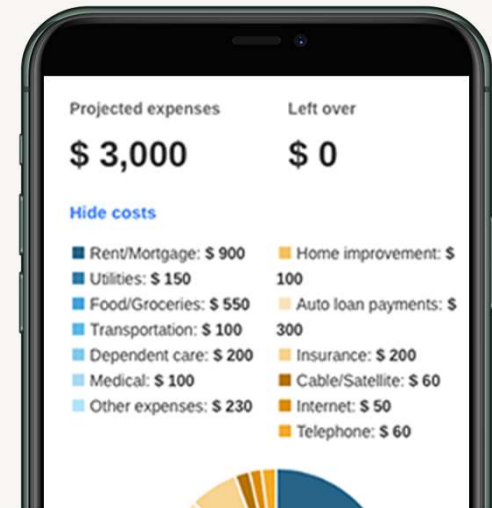 Projected expenses
$ 3,000
Left over
$ 0
Hide costs
Rent/Mortgage: $ 900
Utilities: $ 150
Food/Groceries: $ 550
Transportation: $ 100
Dependent care: $ 200
Medical: $ 100
Other expenses: $ 230
Home improvement: $
100
Auto loan payments: $
300
Insurance: $ 200
Cable/Satellite: $ 60
Internet: $ 50
Telephone: $ 60